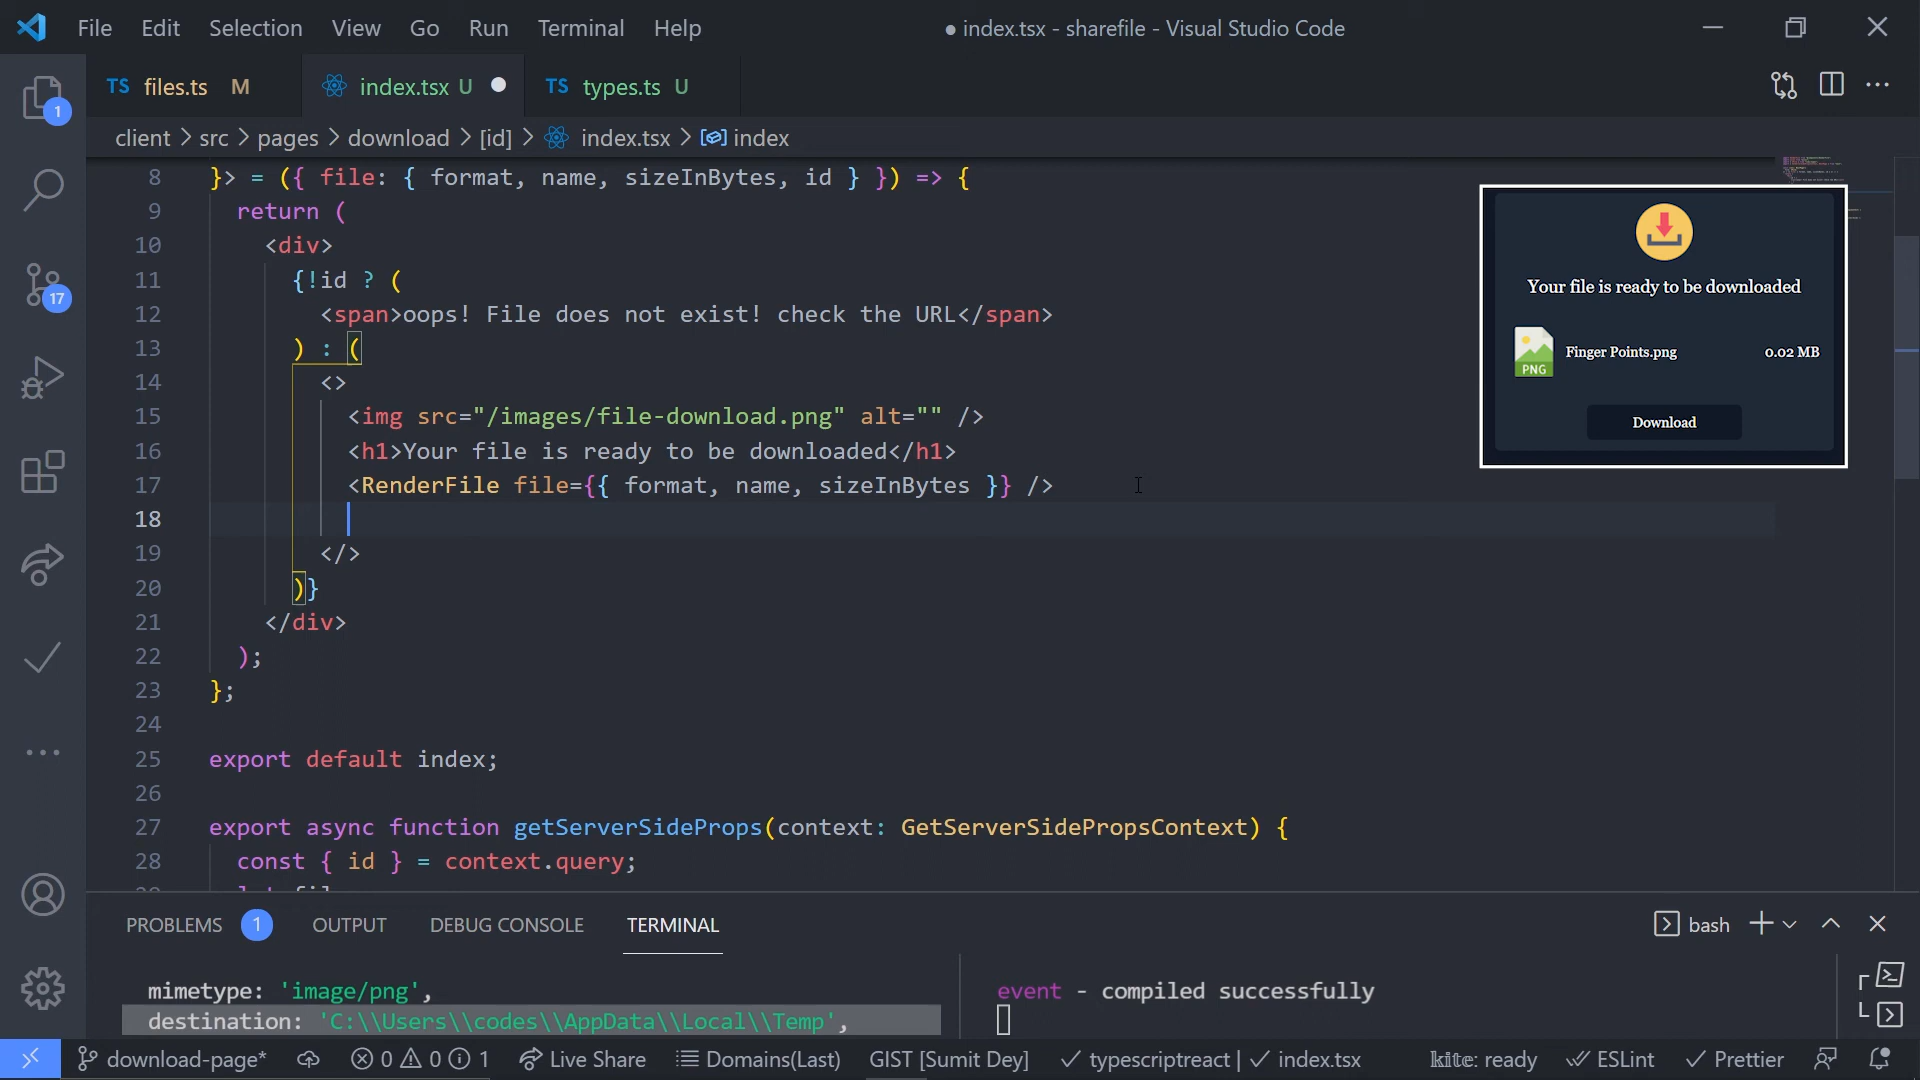 File Edit Selection View Go Run Terminal Help ● index.tsx - sharefile - Visual Studio Code
TS files.ts M index.tsx U TS types.ts U
client > src > pages > download > [id] > index.tsx > index
1
17
8 }> = ({ file: { format, name, sizeInBytes, id } }) => {
9 return (
10 <div>
11 {!id ? (
12 <span>oops! File does not exist! check the URL</span>
13 ) : (
14 <>
15 <img src="/images/file-download.png" alt="" />
16 <h1>Your file is ready to be downloaded</h1>
17 <RenderFile file={{ format, name, sizeInBytes }} />
18
19 </>
20 )}
21 </div>
22 );
23 };
24
25 export default index;
26
27 export async function getServerSideProps(context: GetServerSidePropsContext) {
28 const { id } = context.query;
Your file is ready to be downloaded
PNG Finger Points.png 0.02 MB
Download
PROBLEMS 1 OUTPUT DEBUG CONSOLE TERMINAL bash
mimetype: 'image/png',
destination: 'C:\\Users\\codes\\AppData\\Local\\Temp',
event - compiled successfully
download-page* 0 0 1 Live Share Domains(Last) GIST [Sumit Dey] typescriptreact | index.tsx kite: ready ESLint Prettier